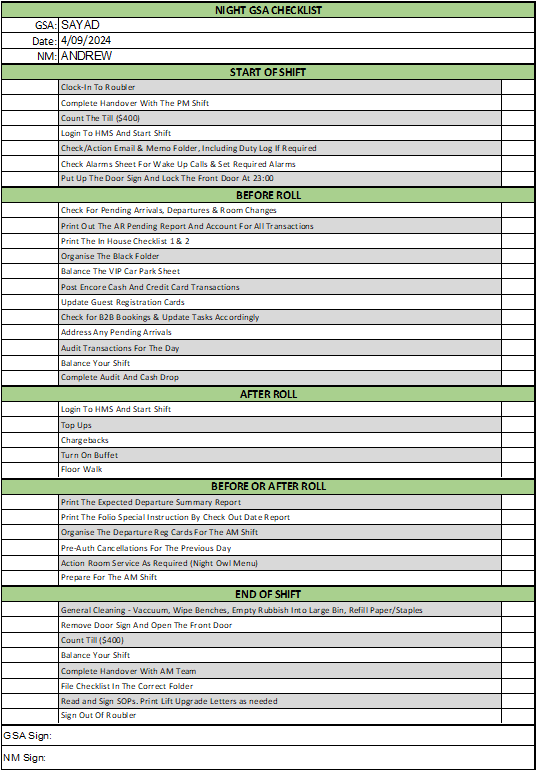 NIGHT GSA CHECKLIST
GSA: SAYAD
Date: 4/09/2024
NM: ANDREW
START OF SHIFT
Clock-In To Roubler
Complete Handover With The PM Shift
Count The Till ($400)
Login To HMS And Start Shift
Check/Action Email & Memo Folder, Including Duty Log If Required
Check Alarms Sheet For Wake Up Calls & Set Required Alarms
Put Up The Door Sign And Lock The Front Door At 23:00
BEFORE ROLL
Check For Pending Arrivals, Departures & Room Changes
Print Out The AR Pending Report And Account For All Transactions
Print The In House Checklist 1 & 2
Organise The Black Folder
Balance The VIP Car Park Sheet
Post Encore Cash And Credit Card Transactions
Update Guest Registration Cards
Check for B2B Bookings & Update Tasks Accordingly
Address Any Pending Arrivals
Audit Transactions For The Day
Balance Your Shift
Complete Audit And Cash Drop
AFTER ROLL
Login To HMS And Start Shift
Top Ups
Chargebacks
Turn On Buffet
Floor Walk
BEFORE OR AFTER ROLL
Print The Expected Departure Summary Report
Print The Folio Special Instruction By Check Out Date Report
Organise The Departure Reg Cards For The AM Shift
Pre-Auth Cancellations For The Previous Day
Action Room Service As Required (Night Owl Menu)
Prepare For The AM Shift
END OF SHIFT
General Cleaning - Vaccuum, Wipe Benches, Empty Rubbish Into Large Bin, Refill Paper/Staples
Remove Door Sign And Open The Front Door
Count Till ($400)
Balance Your Shift
Complete Handover With AM Team
File Checklist In The Correct Folder
Read and Sign SOPs. Print Lift Upgrade Letters as needed
Sign Out Of Roubler
GSA Sign:
NM Sign: